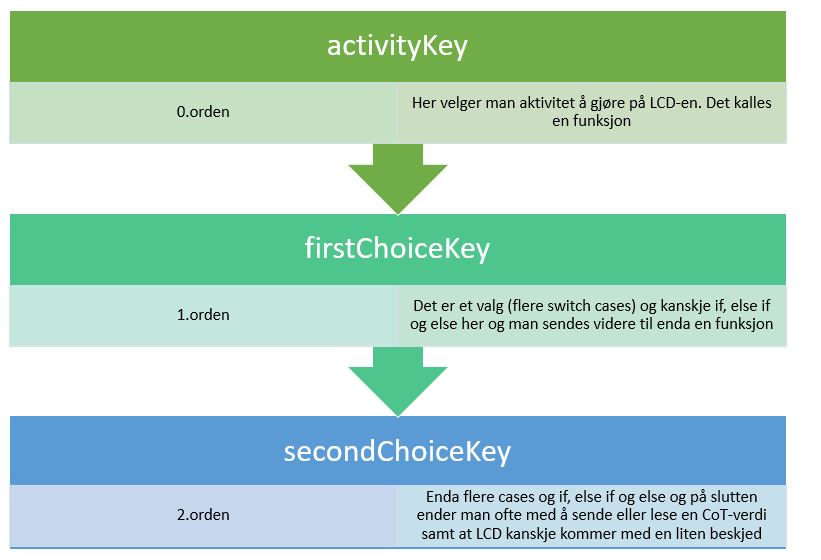 activityKey
0.orden
Her velger man aktivitet å gjøre på LCD-en. Det kalles
en funksjon
firstChoiceKey
1.orden
Det er et valg (flere switch cases) og kanskje if, else if
og else her og man sendes videre til enda en funksjon
secondChoiceKey
2.orden
Enda flere cases og if, else if og else og på slutten
ender man ofte med å sende eller lese en CoT-verdi
samt at LCD kanskje kommer med en liten beskjed